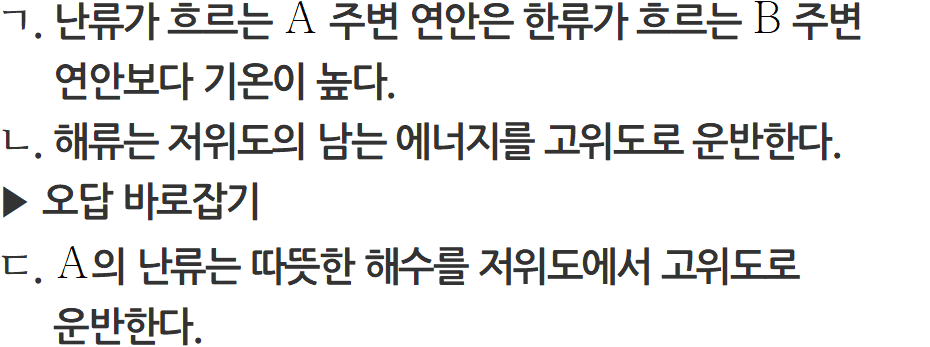 ㄱ. 난류가 흐르는 A 주변 연안은 한류가 흐르는 B 주변
연안보다 기온이 높다.
ㄴ. 해류는 저위도의 남는 에너지를 고위도로 운반한다.
▶ 오답 바로잡기
ㄷ. A의 난류는 따뜻한 해수를 저위도에서 고위도로
운반한다.